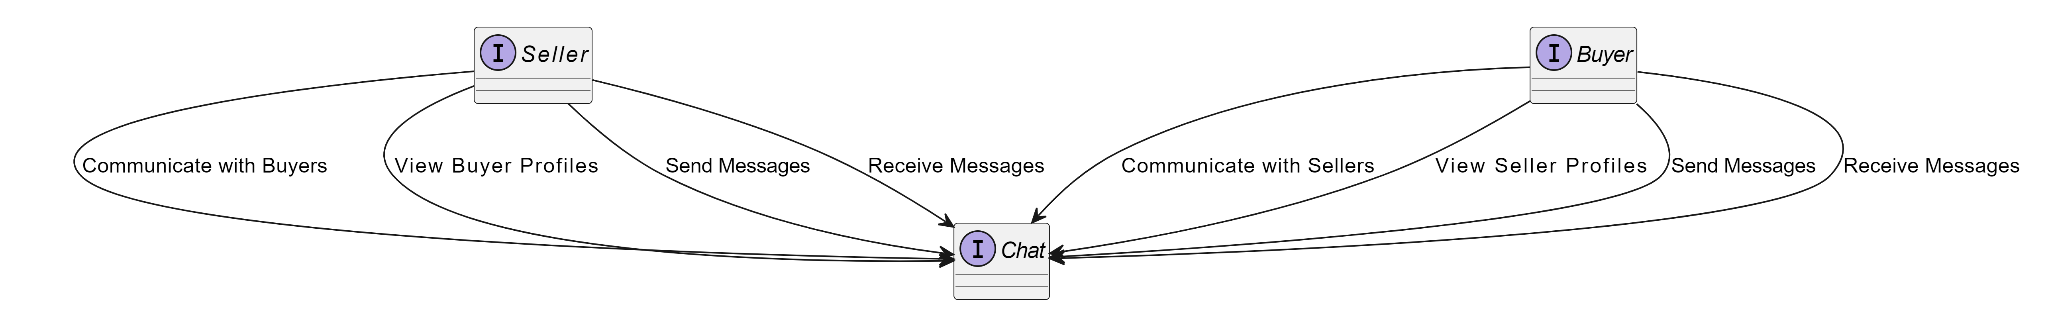 I Seller
I Buyer
Communicate with Buyers
View Buyer Profiles
Send Messages
Receive Messages
Communicate with Sellers
View Seller Profiles
Send Messages
Receive Messages
I Chat